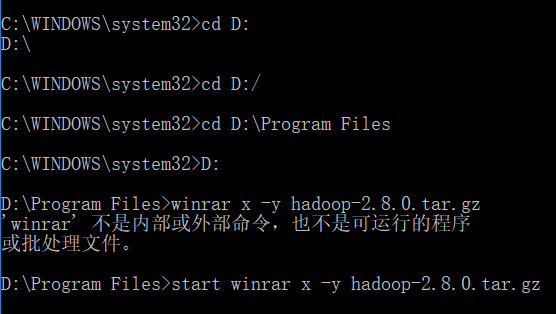 C:\WINDOWS\system32>cd D:
D:\
C:\WINDOWS\system32>cd D:/
C:\WINDOWS\system32>cd D:\Program Files
C:\WINDOWS\system32>D:
D:\Program Files>winrar x -y hadoop-2.8.0.tar.gz
'winrar' 不是内部或外部命令，也不是可运行的程序
或批处理文件。
D:\Program Files>start winrar x -y hadoop-2.8.0.tar.gz